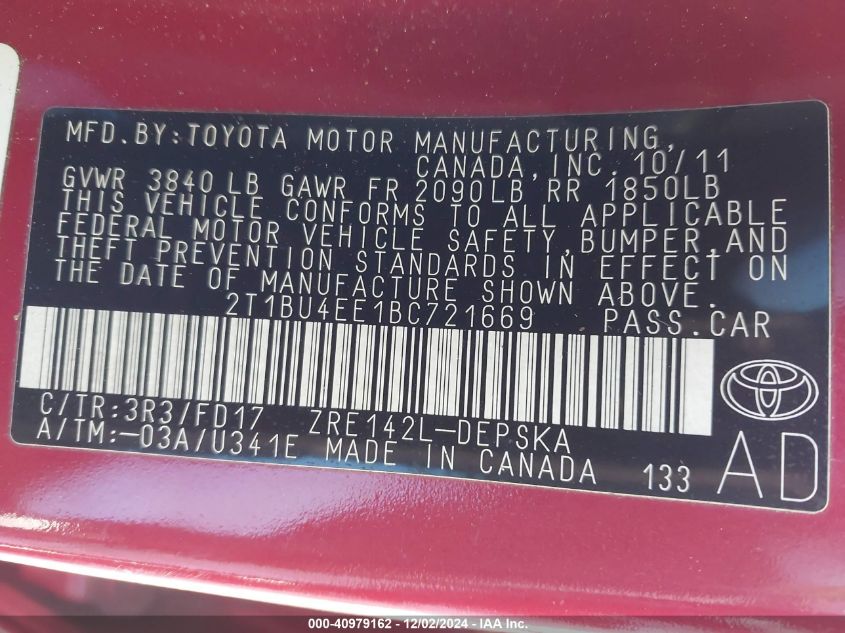 MFD.BY:TOYOTA MOTOR MANUFACTURING,
CANADA,INC. 10/11
GVWR 3840 LB GAWR FR 2090LB RR 1850LB
THIS VEHICLE CONFORMS TO ALL APPLICABLE
FEDERAL MOTOR VEHICLE SAFETY,BUMPER,AND
THEFT PREVENTION STANDARDS IN EFFECT ON
THE DATE OF MANUFACTURE SHOWN ABOVE.
2T1BU4EE1BC721669 PASS.CAR
C/TR:3R3/FD17 ZRE142L-DEPSKA
A/TM:-03A/U341E MADE IN CANADA 133
AD
000-40979162 - 12/02/2024 - IAA Inc.